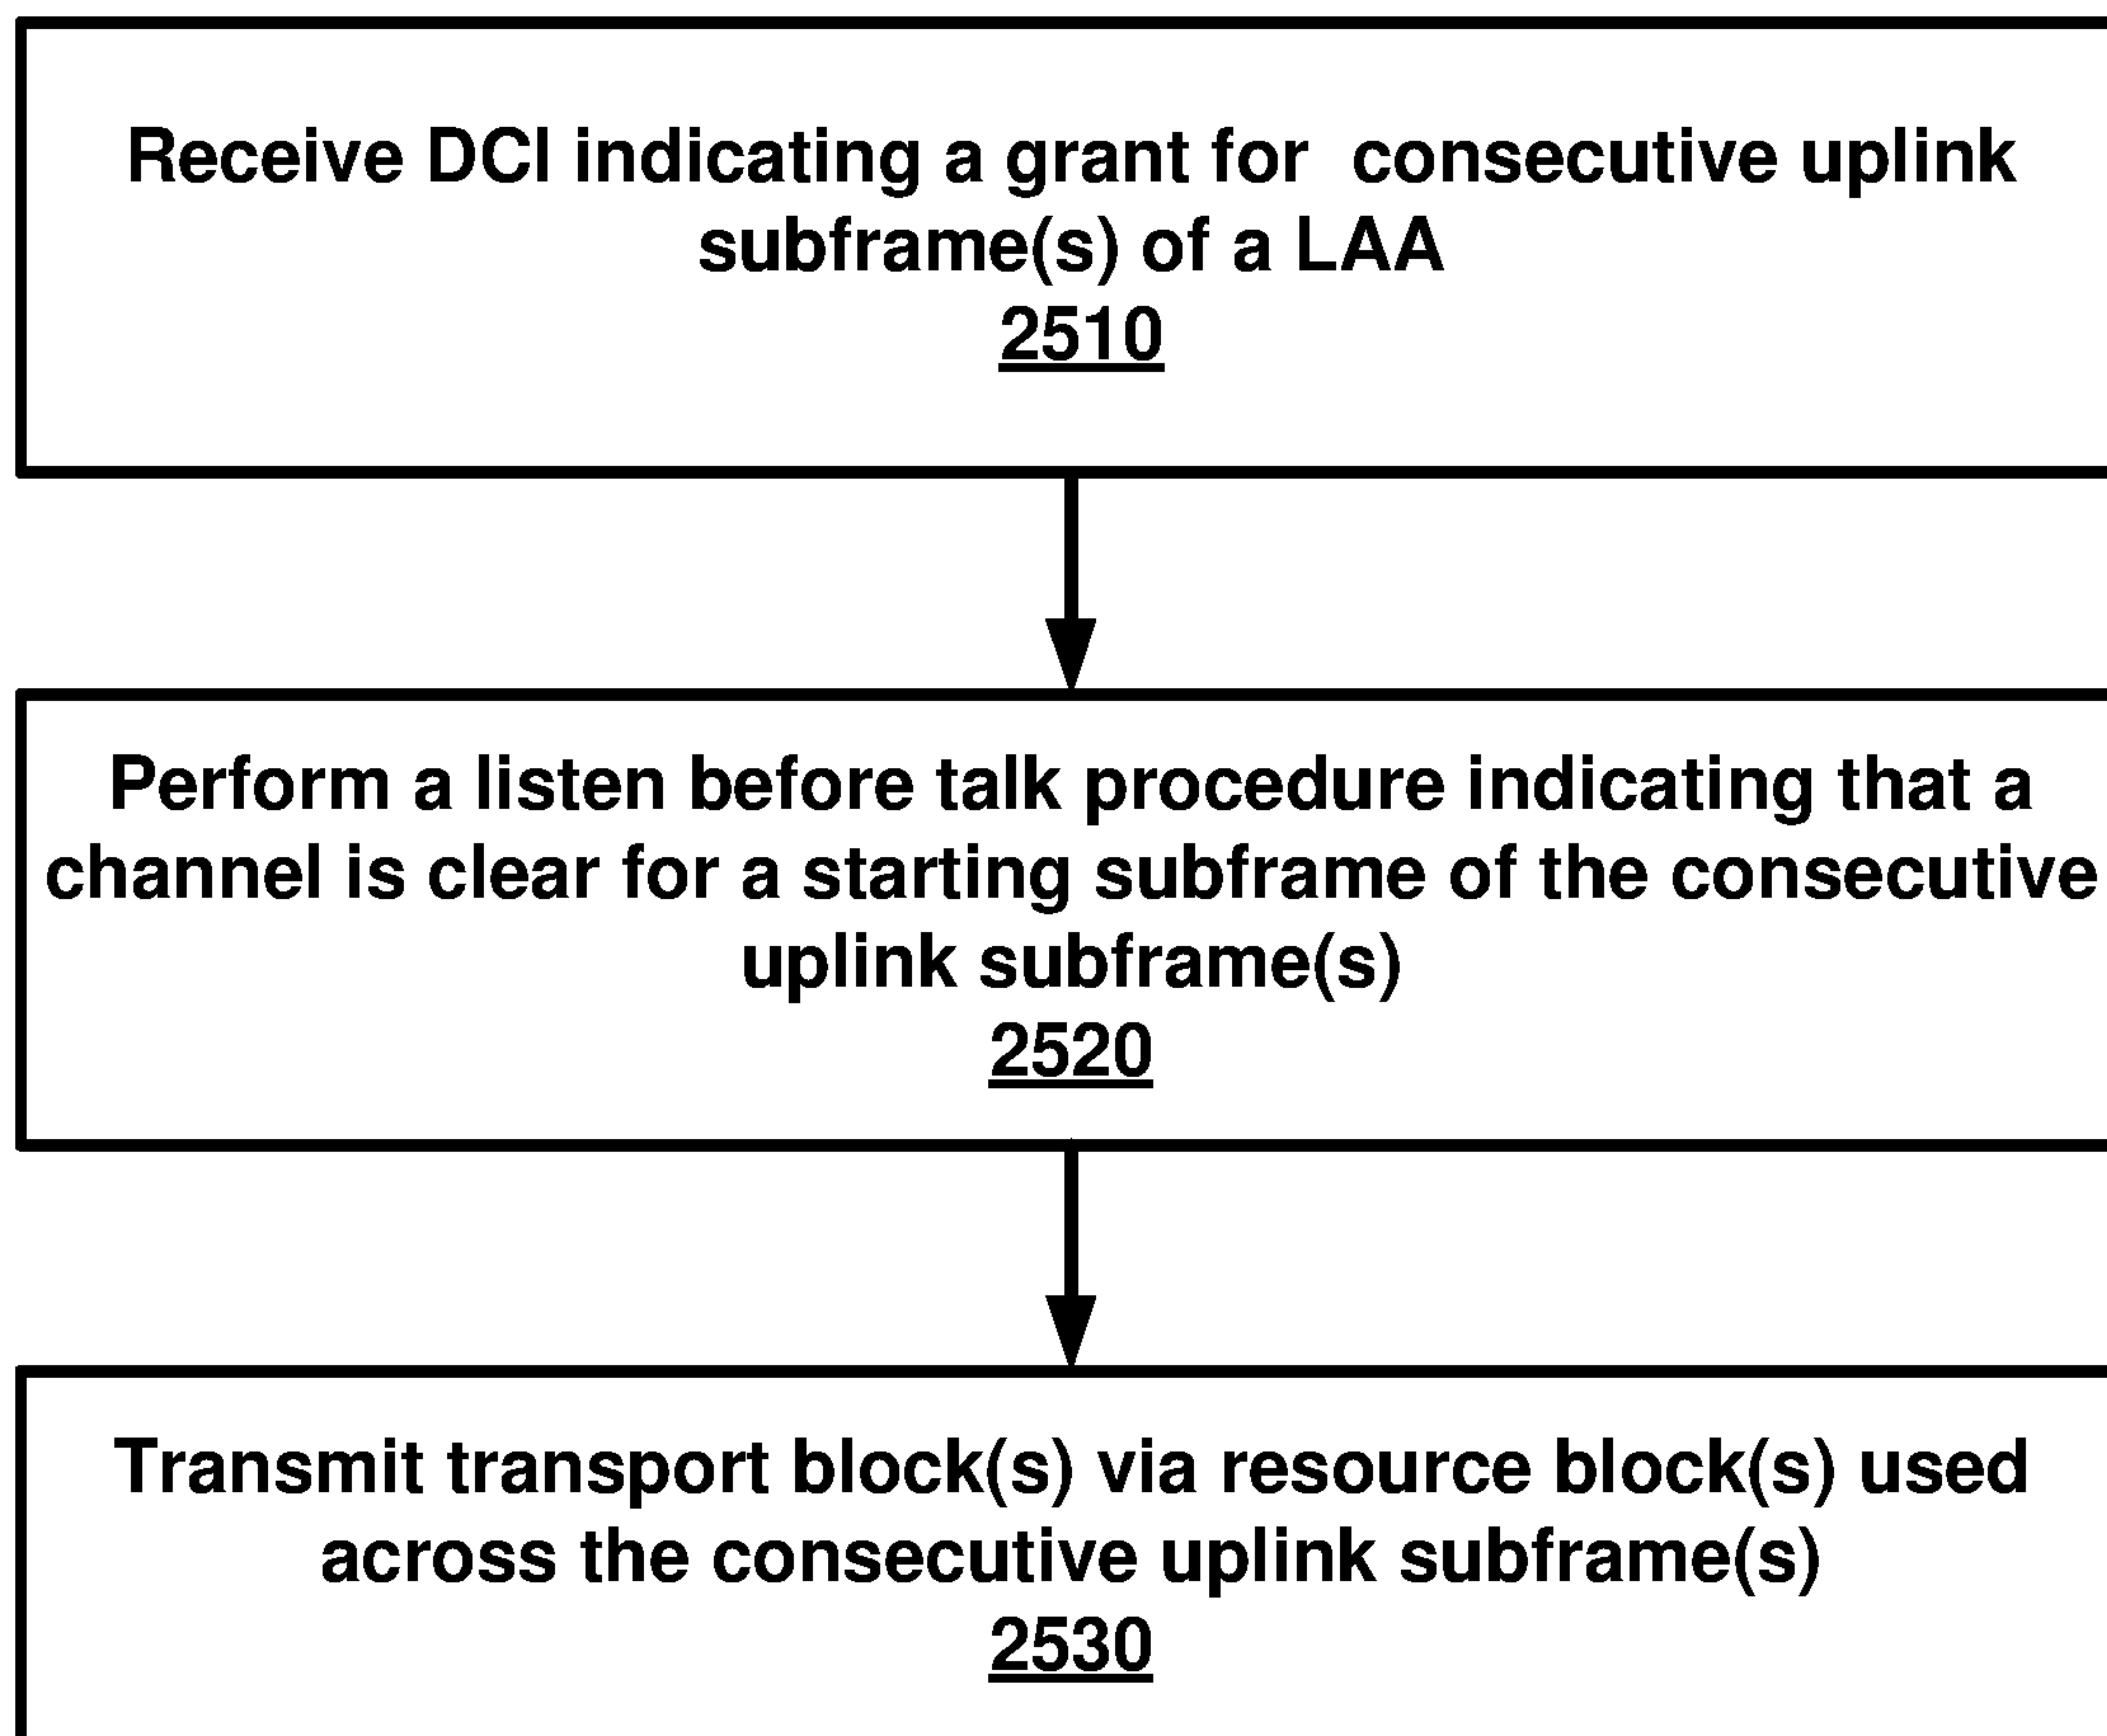 Receive DCI indicating a grant for consecutive uplink
subframe(s) of a LAA
2510
Perform a listen before talk procedure indicating that a
channel is clear for a starting subframe of the consecutive
uplink subframe(s)
2520
Transmit transport block(s) via resource block(s) used
across the consecutive uplink subframe(s)
2530